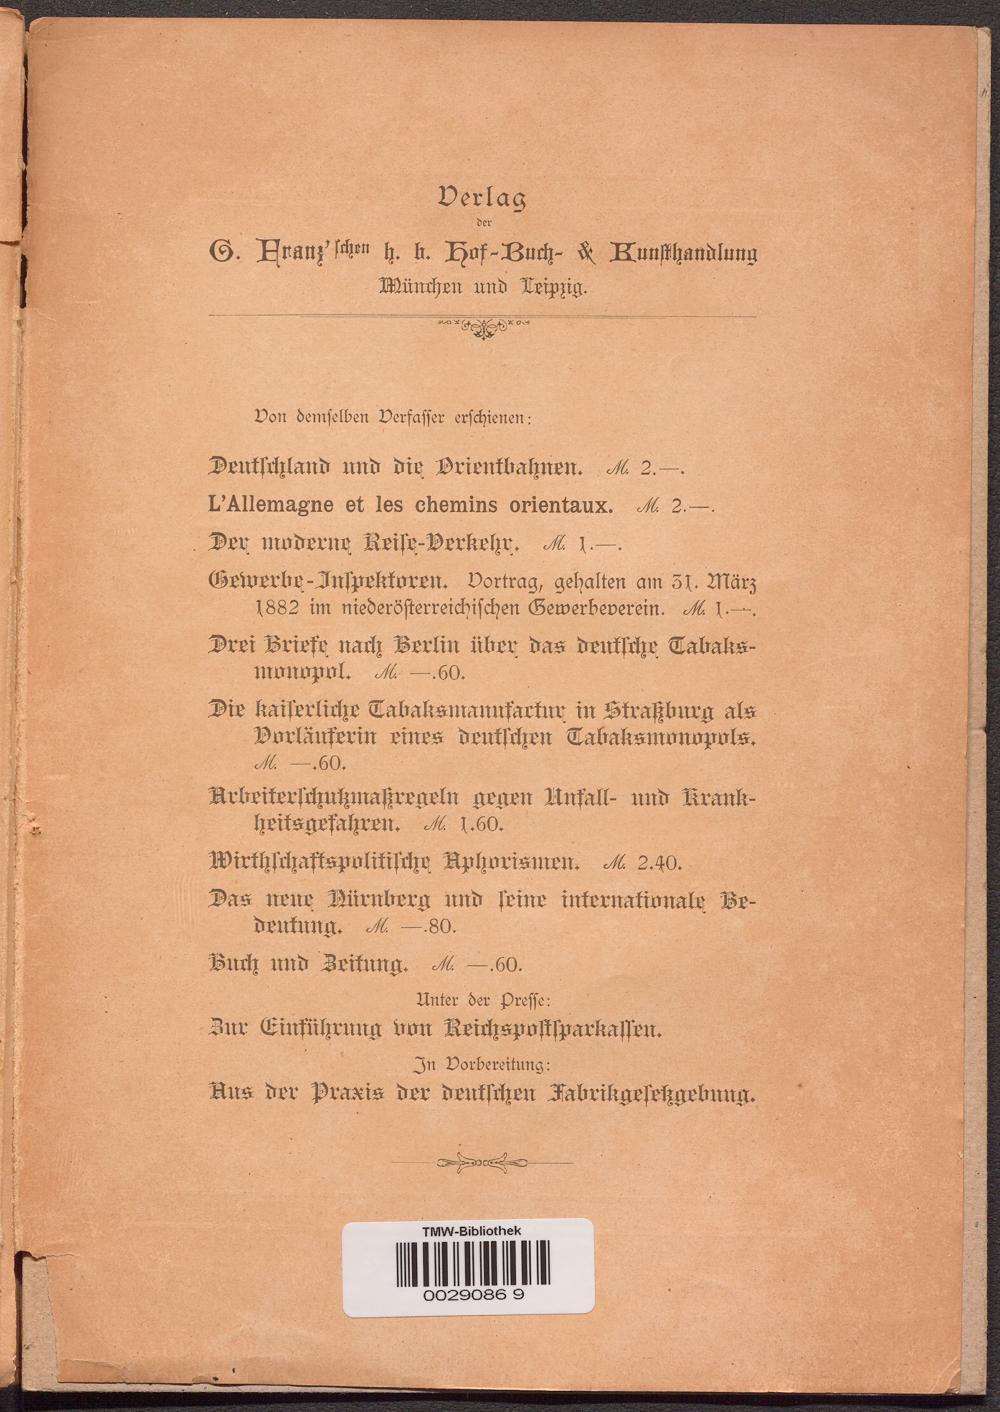 Verlag
der
G. Franz'schen h. b. Hof-Buch- & Kunsthandlung
München und Leipzig.
Von demselben Verfasser erschienen:
Deutschland und die Orientbahnen. M. 2.—.
L'Allemagne et les chemins orientaux. M. 2.—.
Der moderne Reise-Verkehr. M. 1.—.
Gewerbe-Inspektoren. Vortrag, gehalten am 31. März
1882 im niederösterreichischen Gewerbeverein. M. 1.—.
Drei Briefe nach Berlin über das deutsche Tabaks-
monopol. M. —.60.
Die kaiserliche Tabaksmanufactur in Straßburg als
Vorläuferin eines deutschen Tabaksmonopols.
M. —.60.
Arbeiterschutzmaßregeln gegen Unfall- und Krank-
heitsgefahren. M. 1.60.
Wirthschaftspolitische Aphorismen. M. 2.40.
Das neue Nürnberg und seine internationale Be-
deutung. M. —.80.
Buch und Zeitung. M. —.60.
Unter der Presse:
Zur Einführung von Reichspostsparkassen.
In Vorbereitung:
Aus der Praxis der deutschen Fabrikgesetzgebung.
TMW-Bibliothek
0029086 9